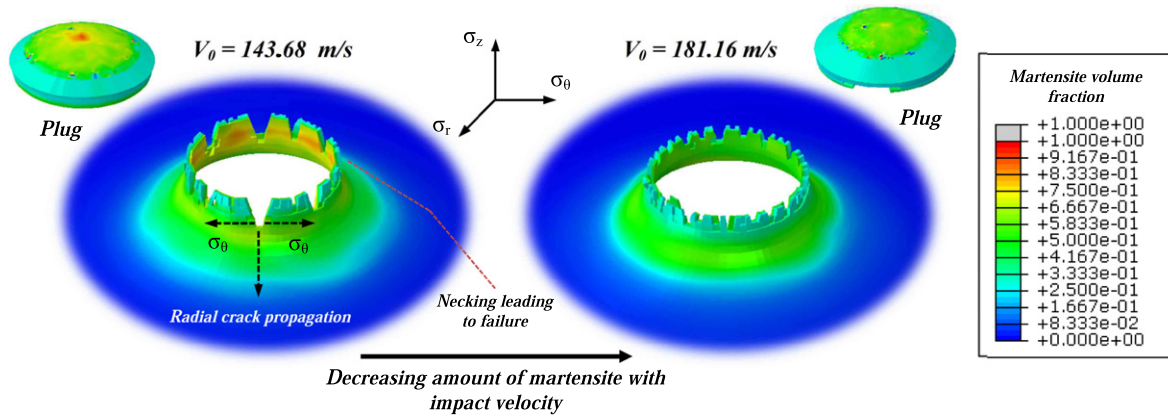 V₀ = 143.68 m/s
σz
σθ
σr
V₀ = 181.16 m/s
Plug
Plug
Martensite volume
fraction
+1.000e+00
+1.000e+00
+9.167e-01
+8.333e-01
+7.500e-01
+6.667e-01
+5.833e-01
+5.000e-01
+4.167e-01
+3.333e-01
+2.500e-01
+1.667e-01
+8.333e-02
+0.000e+00
σθ
σθ
Radial crack propagation
Necking leading
to failure
Decreasing amount of martensite with
impact velocity